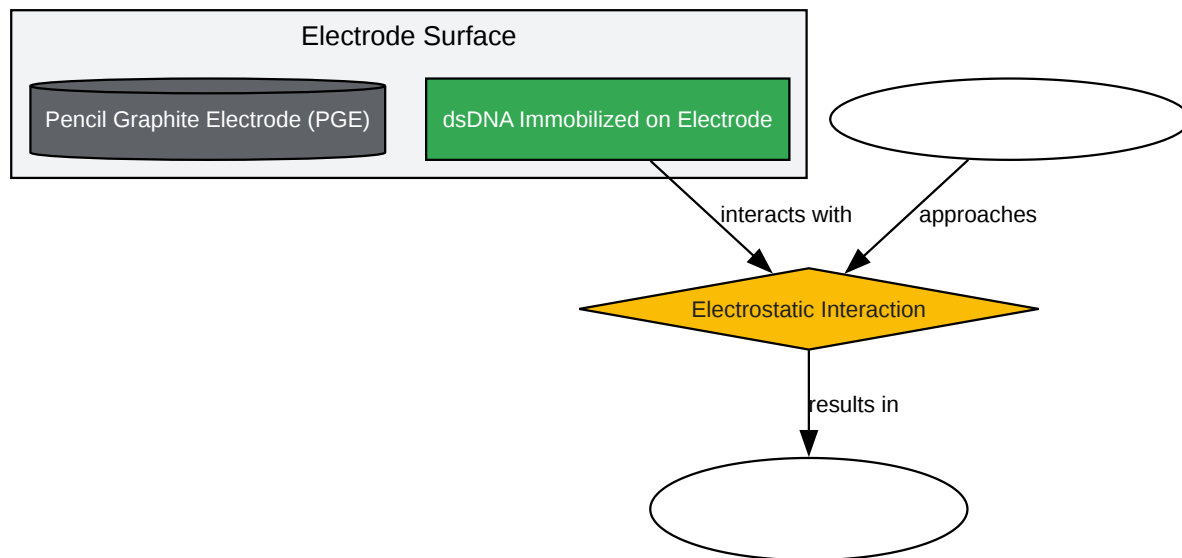 Electrode Surface
Pencil Graphite Electrode (PGE)
dsDNA Immobilized on Electrode
interacts with
approaches
Electrostatic Interaction
results in